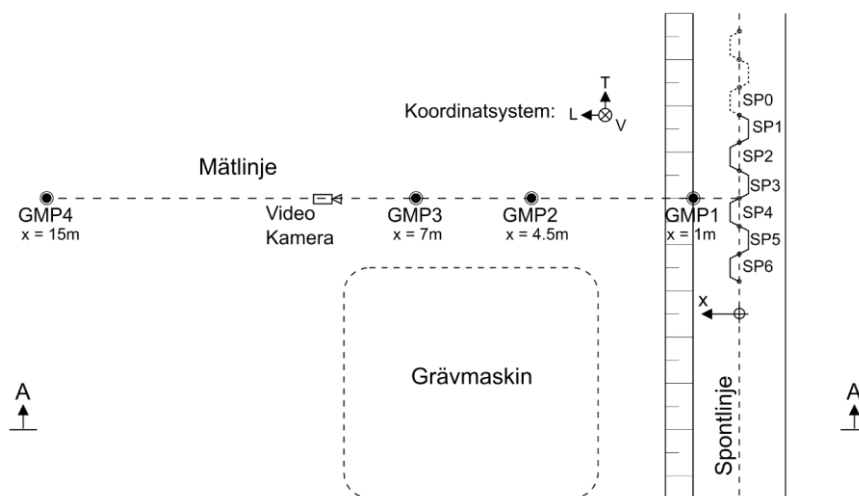 T
Koordinatsystem:
L
V
SP0
SP1
SP2
SP3
SP4
SP5
SP6
Mätlinje
GMP4
x = 15m
Video
Kamera
GMP3
x = 7m
GMP2
x = 4.5m
GMP1
x = 1m
x
Grävmaskin
Spontlinje
A
A